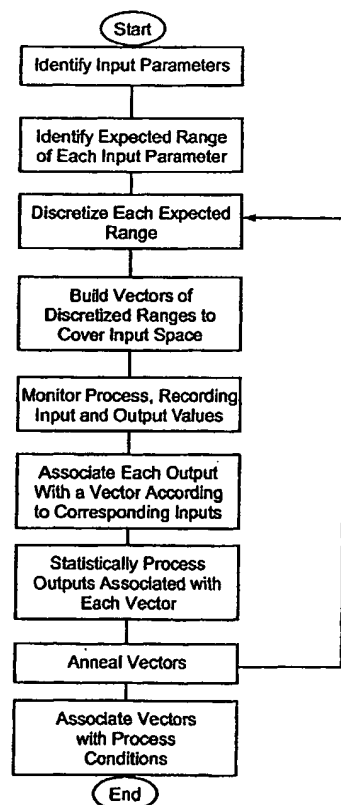 Start
Identify Input Parameters
Identify Expected Range
of Each Input Parameter
Discretize Each Expected
Range
Build Vectors of
Discretized Ranges to
Cover Input Space
Monitor Process, Recording
Input and Output Values
Associate Each Output
With a Vector According
to Corresponding Inputs
Statistically Process
Outputs Associated with
Each Vector
Anneal Vectors
Associate Vectors
with Process
Conditions
End